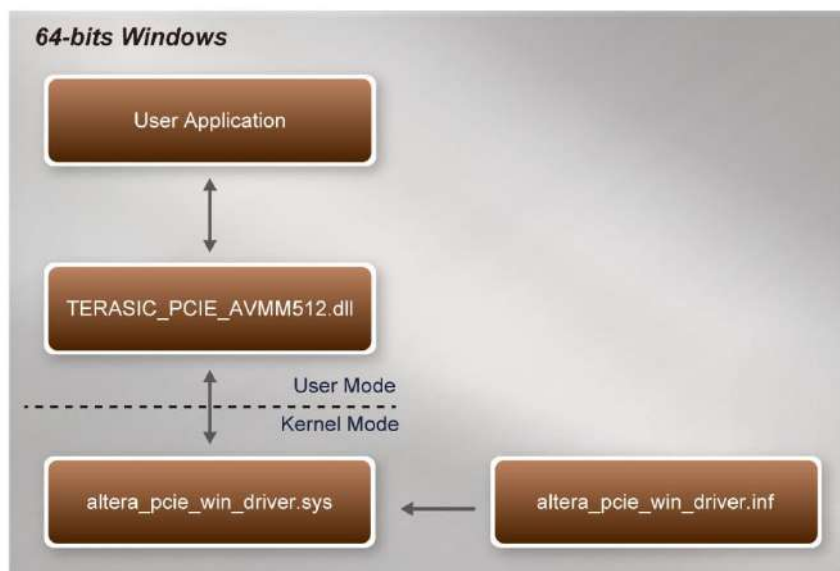 64-bits Windows
User Application
TERASIC_PCIE_AVMM512.dll
User Mode
Kernel Mode
altera_pcie_win_driver.sys
altera_pcie_win_driver.inf